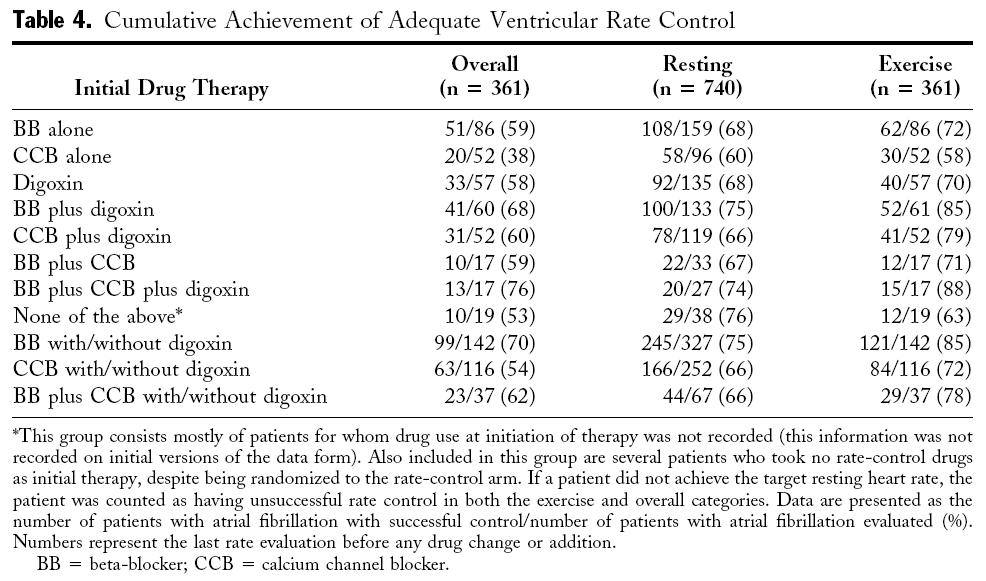 Table 4. Cumulative Achievement of Adequate Ventricular Rate Control
Overall Resting Exercise
Initial Drug Therapy (n = 361) (n = 740) (n = 361)
BB alone 51/86 (59) 108/159 (68) 62/86 (72)
CCB alone 20/52 (38) 58/96 (60) 30/52 (58)
Digoxin 33/57 (58) 92/135 (68) 40/57 (70)
BB plus digoxin 41/60 (68) 100/133 (75) 52/61 (85)
CCB plus digoxin 31/52 (60) 78/119 (66) 41/52 (79)
BB plus CCB 10/17 (59) 22/33 (67) 12/17 (71)
BB plus CCB plus digoxin 13/17 (76) 20/27 (74) 15/17 (88)
None of the above* 10/19 (53) 29/38 (76) 12/19 (63)
BB with/without digoxin 99/142 (70) 245/327 (75) 121/142 (85)
CCB with/without digoxin 63/116 (54) 166/252 (66) 84/116 (72)
BB plus CCB with/without digoxin 23/37 (62) 44/67 (66) 29/37 (78)
*This group consists mostly of patients for whom drug use at initiation of therapy was not recorded (this information was not
recorded on initial versions of the data form). Also included in this group are several patients who took no rate-control drugs
as initial therapy, despite being randomized to the rate-control arm. If a patient did not achieve the target resting heart rate, the
patient was counted as having unsuccessful rate control in both the exercise and overall categories. Data are presented as the
number of patients with atrial fibrillation with successful control/number of patients with atrial fibrillation evaluated (%).
Numbers represent the last rate evaluation before any drug change or addition.
BB = beta-blocker; CCB = calcium channel blocker.